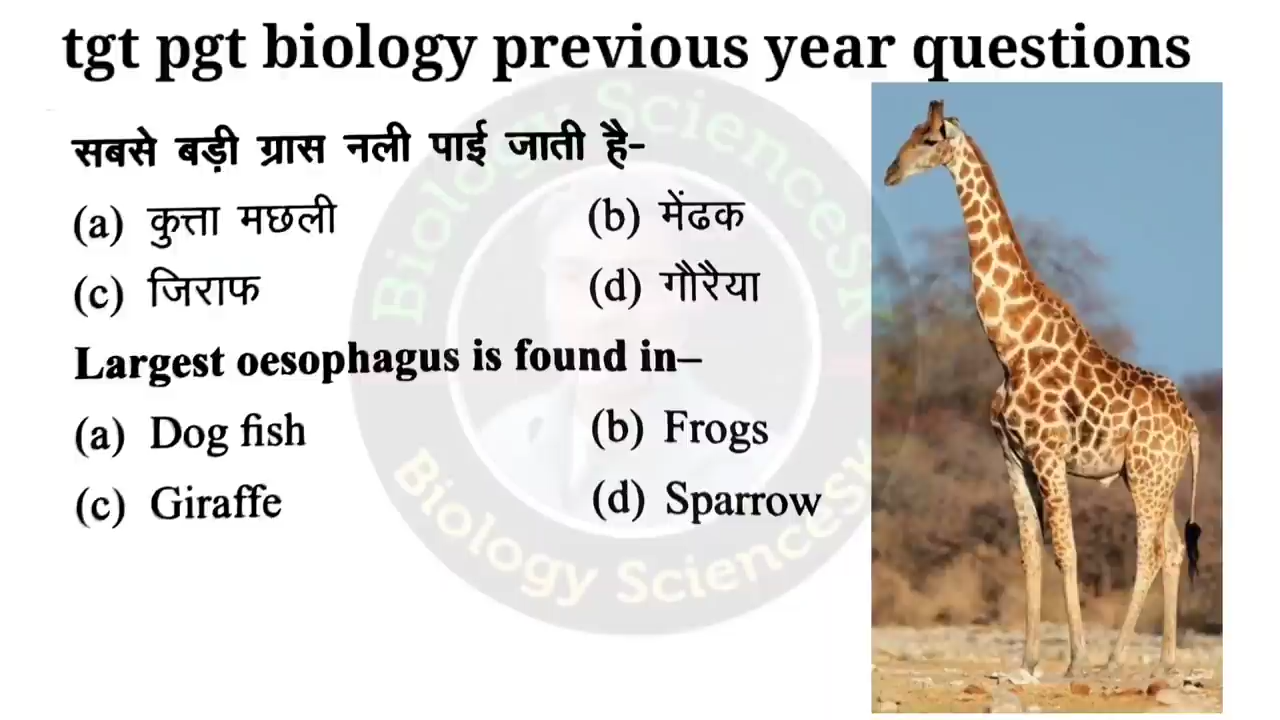 tgt pgt biology previous year questions
सबसे बड़ी ग्रास नली पाई जाती है-
(a) कुत्ता मछली (b) मेंढक
(c) जिराफ (d) गौरैया
Largest oesophagus is found in–
(a) Dog fish (b) Frogs
(c) Giraffe (d) Sparrow
Biology ScienceSk
Biology ScienceSk